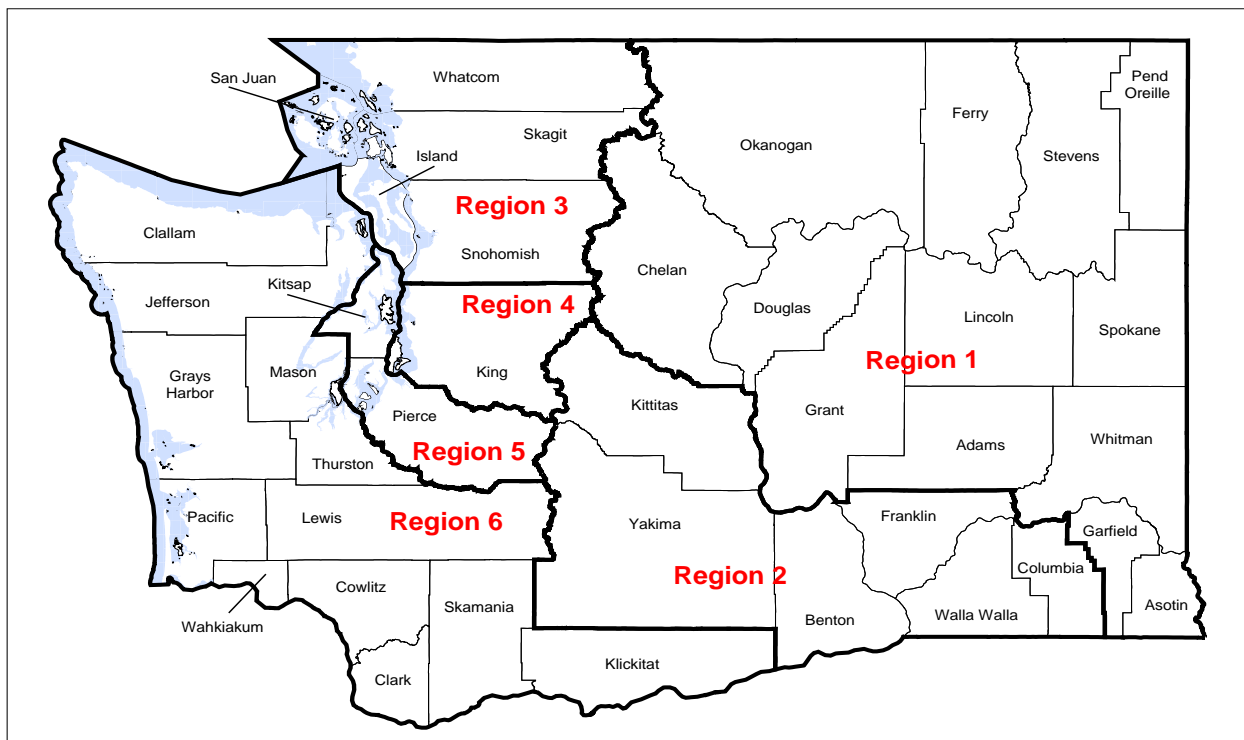 San Juan
Whatcom
Pend
Oreille
Ferry
Skagit
Okanogan
Island
Stevens
Region 3
Clallam
Snohomish
Chelan
Kitsap
Jefferson
Region 4
Douglas
Lincoln
Spokane
Region 1
King
Mason
Grays
Harbor
Kittitas
Pierce
Grant
Whitman
Adams
Region 5
Thurston
Pacific
Lewis
Region 6
Yakima
Franklin
Garfield
Region 2
Columbia
Cowlitz
Skamania
Asotin
Walla Walla
Benton
Wahkiakum
Klickitat
Clark